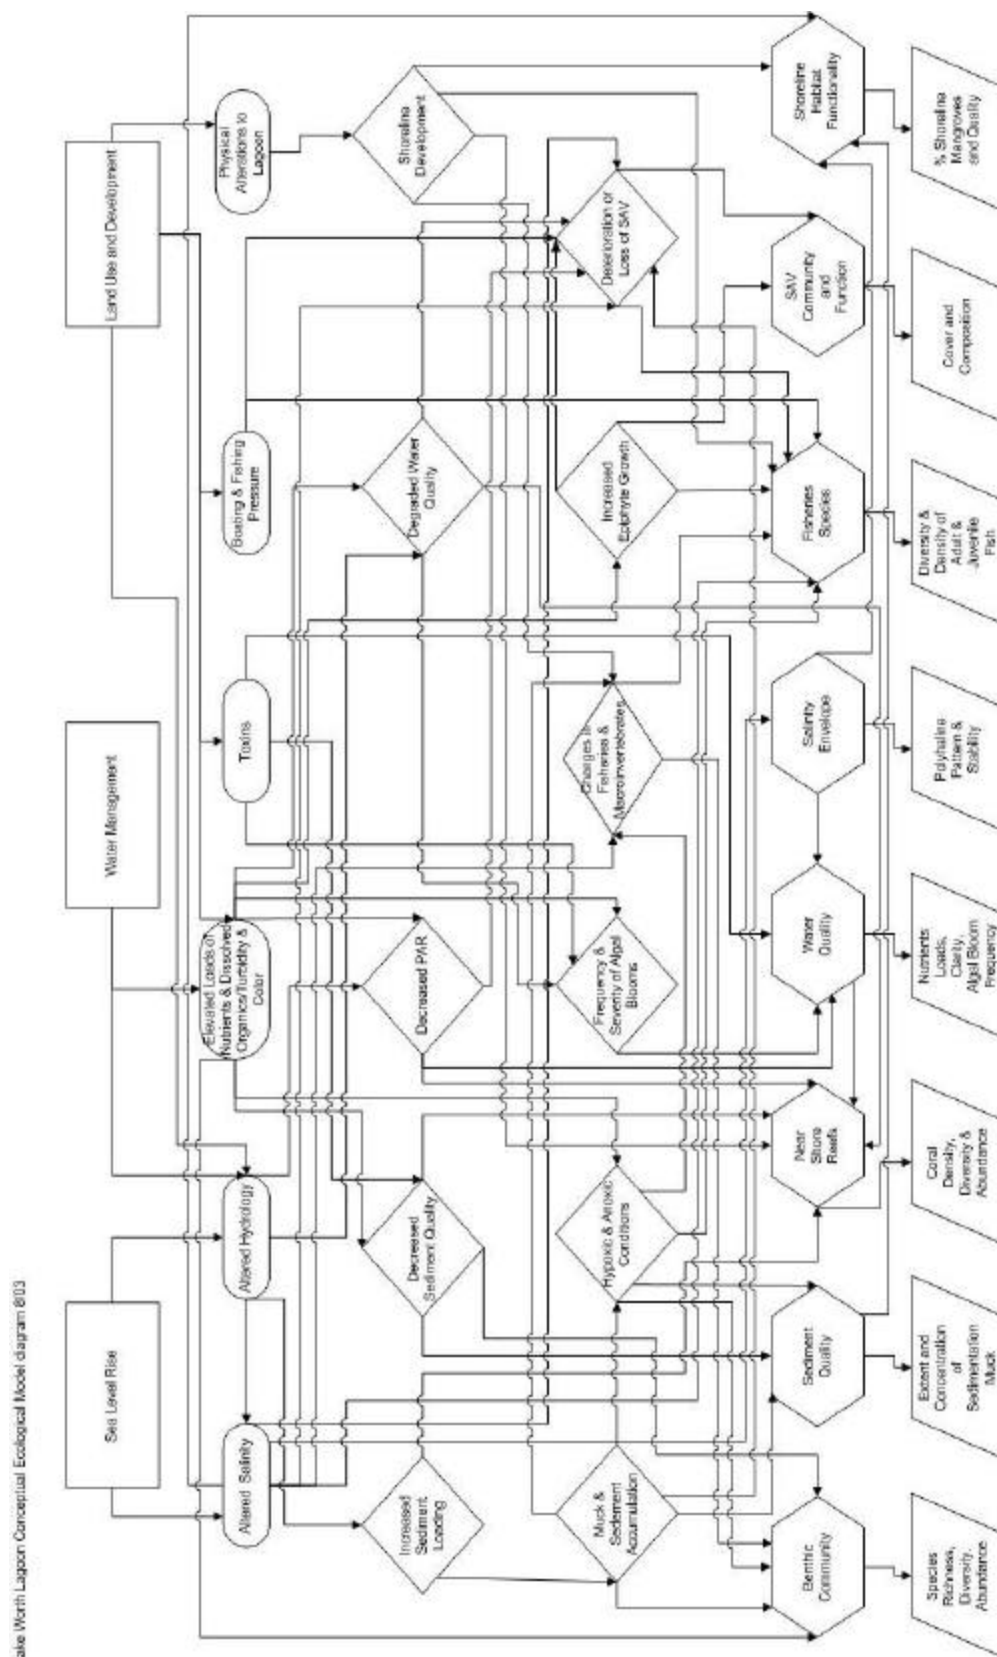 ake Worth Lagoon Conceptual Ecological Model diagram 8/03
Sea Level Rise
Water Management
Land Use and Development
Altered Salinity
Altered Hydrology
Elevated Loads of
Nutrients & Dissolved
Organics/Turbidity &
Color
Toxins
Boating & Fishing
Pressure
Physical
Alterations to
Lagoon
Increased
Sediment
Loading
Decreased
Sediment Quality
Decreased PAR
Degraded Water
Quality
Shoreline
Development
Muck &
Sediment
Accumulation
Hypoxic & Anoxic
Conditions
Frequency &
Severity of Algal
Blooms
Changes in
Fisheries &
Macroinvertebrates
Increased
Epiphyte Growth
Deterioration or
Loss of SAV
Benthic
Community
Sediment
Quality
Near
Shore
Reefs
Water
Quality
Salinity
Envelope
Fisheries
Species
SAV
Community
and
Function
Shoreline
Habitat
Functionality
Species
Richness,
Diversity,
Abundance
Extent and
Concentration
of
Sedimentation
Muck
Coral
Density,
Diversity &
Abundance
Nutrients
Loads,
Clarity,
Algal Bloom
Frequency
Polyhaline
Pattern &
Stability
Diversity &
Density of
Adult &
Juvenile
Fish
Cover and
Composition
% Shoreline
Mangroves
and Quality